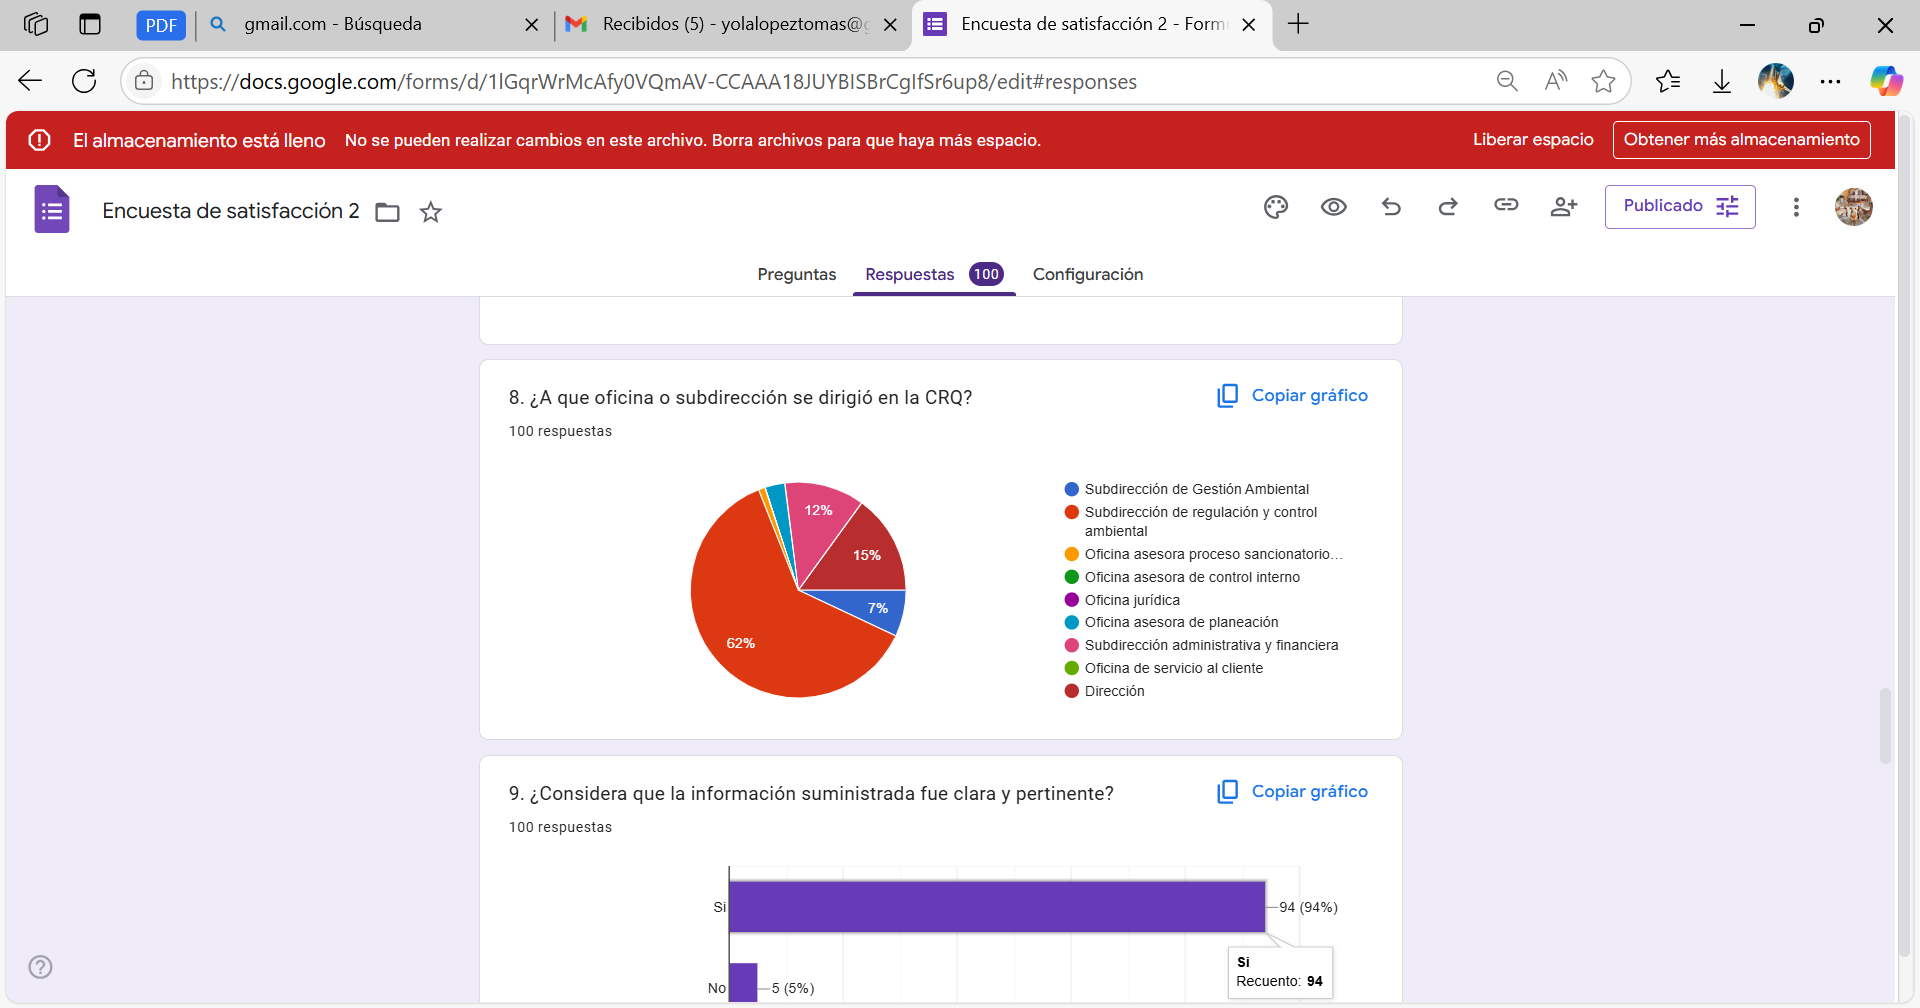 PDF
gmail.com - Búsqueda
Recibidos (5) - yolalopeztomas@g
Encuesta de satisfacción 2 - Form
https://docs.google.com/forms/d/1lGqrWrMcAfy0VQmAV-CCAAA18JUYBISBrCgIfSr6up8/edit#responses
El almacenamiento está lleno No se pueden realizar cambios en este archivo. Borra archivos para que haya más espacio.
Liberar espacio
Obtener más almacenamiento
Encuesta de satisfacción 2
Publicado
Preguntas
Respuestas 100
Configuración
8. ¿A que oficina o subdirección se dirigió en la CRQ?
Copiar gráfico
100 respuestas
12%
15%
7%
62%
Subdirección de Gestión Ambiental
Subdirección de regulación y control
ambiental
Oficina asesora proceso sancionatorio…
Oficina asesora de control interno
Oficina jurídica
Oficina asesora de planeación
Subdirección administrativa y financiera
Oficina de servicio al cliente
Dirección
9. ¿Considera que la información suministrada fue clara y pertinente?
Copiar gráfico
100 respuestas
Si
94 (94%)
Si
Recuento: 94
No
5 (5%)